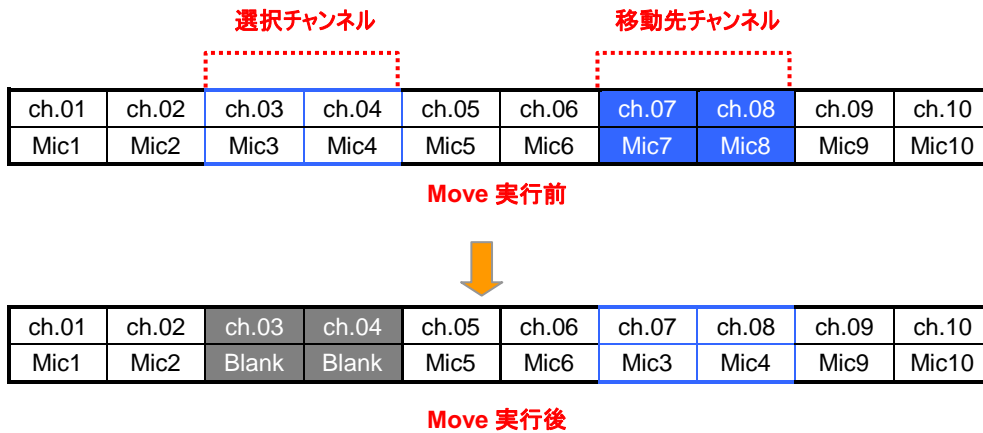 選択チャンネル 移動先チャンネル
ch.01 ch.02 ch.03 ch.04 ch.05 ch.06 ch.07 ch.08 ch.09 ch.10
Mic1 Mic2 Mic3 Mic4 Mic5 Mic6 Mic7 Mic8 Mic9 Mic10
Move 実行前
ch.01 ch.02 ch.03 ch.04 ch.05 ch.06 ch.07 ch.08 ch.09 ch.10
Mic1 Mic2 Blank Blank Mic5 Mic6 Mic3 Mic4 Mic9 Mic10
Move 実行後